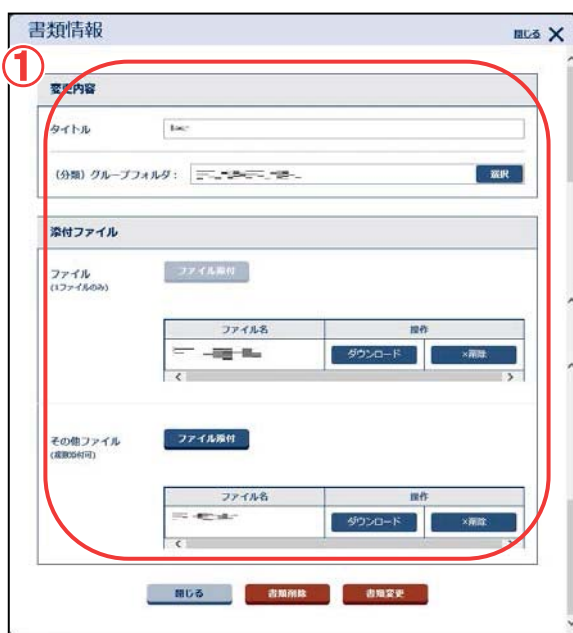 書類情報
閉じる ×
①
変更内容
タイトル
(分類) グループフォルダ:
選択
添付ファイル
ファイル
(1ファイルのみ)
ファイル添付
ファイル名 操作
ダウンロード ×削除
その他ファイル
(複数添付可)
ファイル添付
ファイル名 操作
ダウンロード ×削除
閉じる 書類削除 書類変更